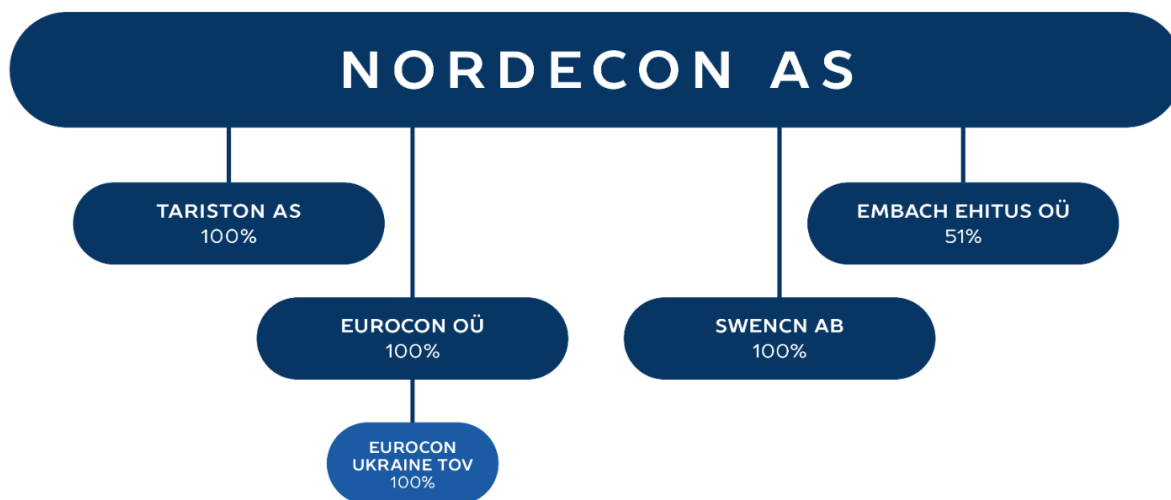 NORDECON AS
TARISTON AS
100%
EMBACH EHITUS OÜ
51%
EUROCON OÜ
100%
SWENCN AB
100%
EUROCON
UKRAINE TOV
100%